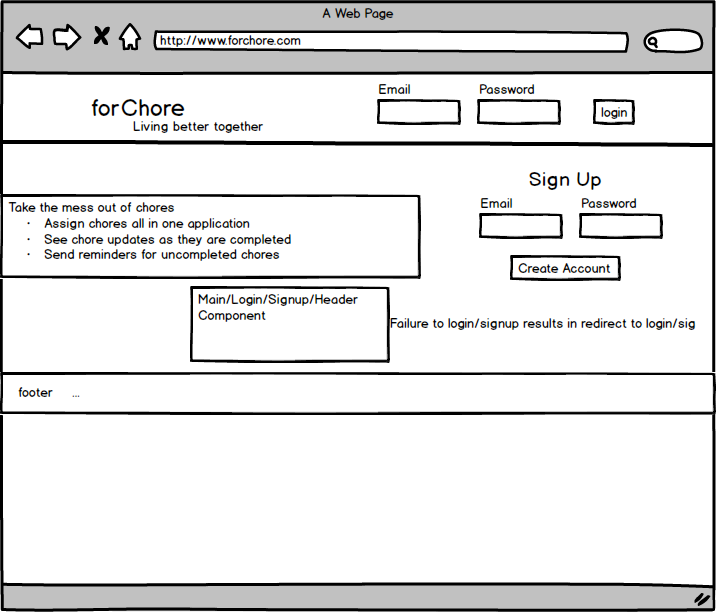 A Web Page
http://www.forchore.com
Email
Password
forChore
login
Living better together
Sign Up
Email
Password
Take the mess out of chores
· Assign chores all in one application
· See chore updates as they are completed
· Send reminders for uncompleted chores
Create Account
Main/Login/Signup/Header
Component
Failure to login/signup results in redirect to login/sig
footer ...